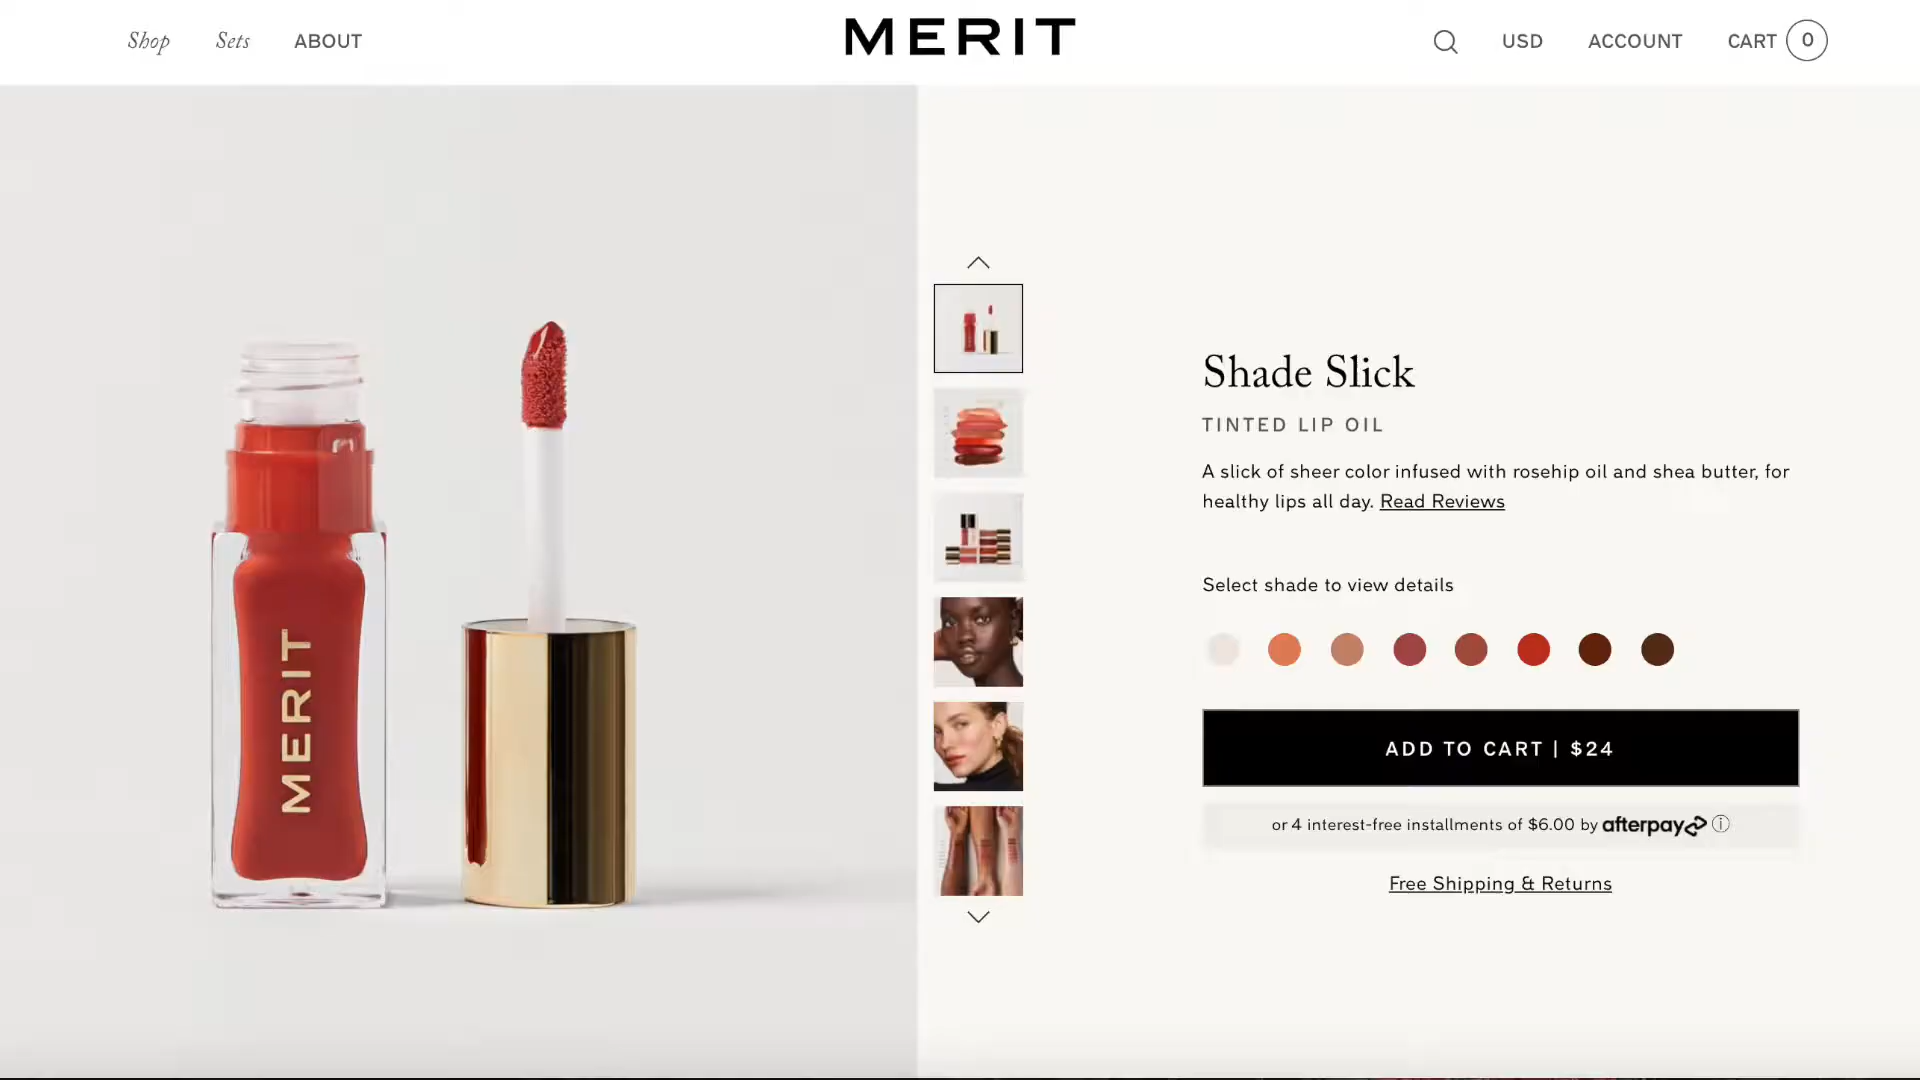 Shop
Sets
ABOUT
MERIT
USD
ACCOUNT
CART 0
MERIT
Shade Slick
TINTED LIP OIL
A slick of sheer color infused with rosehip oil and shea butter, for
healthy lips all day. Read Reviews
Select shade to view details
ADD TO CART | $24
or 4 interest-free installments of $6.00 by afterpay ⓘ
Free Shipping & Returns